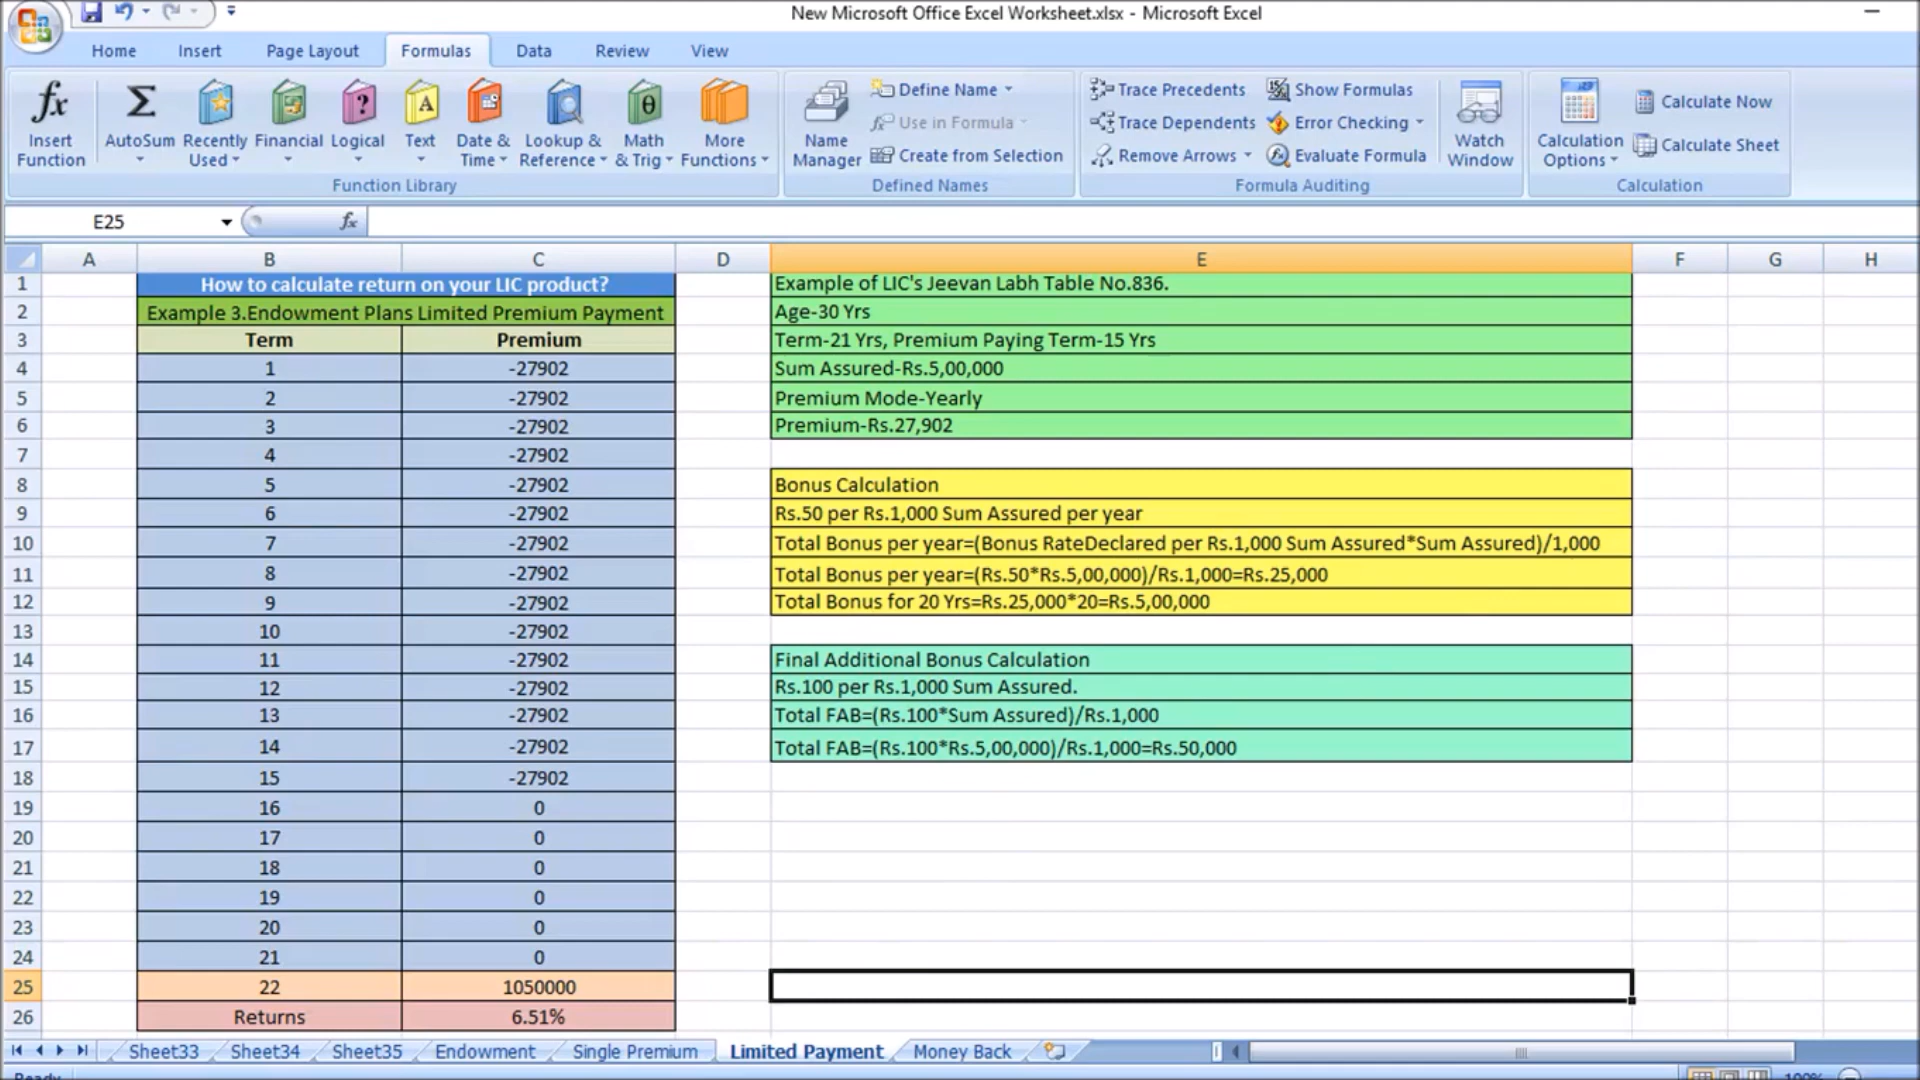 New Microsoft Office Excel Worksheet.xlsx - Microsoft Excel
Home Insert Page Layout Formulas Data Review View
fx Insert Function
Σ AutoSum
Recently Used
Financial
Logical
Text
Date & Time
Lookup & Reference
Math & Trig
More Functions
Function Library
Name Manager
Define Name
Use in Formula
Create from Selection
Defined Names
Trace Precedents
Trace Dependents
Remove Arrows
Show Formulas
Error Checking
Evaluate Formula
Formula Auditing
Watch Window
Calculation Options
Calculate Now
Calculate Sheet
Calculation
E25 fx
A B C D E F G H
1 How to calculate return on your LIC product? Example of LIC's Jeevan Labh Table No.836.
2 Example 3.Endowment Plans Limited Premium Payment Age-30 Yrs
3 Term Premium Term-21 Yrs, Premium Paying Term-15 Yrs
4 1 -27902 Sum Assured-Rs.5,00,000
5 2 -27902 Premium Mode-Yearly
6 3 -27902 Premium-Rs.27,902
7 4 -27902
8 5 -27902 Bonus Calculation
9 6 -27902 Rs.50 per Rs.1,000 Sum Assured per year
10 7 -27902 Total Bonus per year=(Bonus RateDeclared per Rs.1,000 Sum Assured*Sum Assured)/1,000
11 8 -27902 Total Bonus per year=(Rs.50*Rs.5,00,000)/Rs.1,000=Rs.25,000
12 9 -27902 Total Bonus for 20 Yrs=Rs.25,000*20=Rs.5,00,000
13 10 -27902
14 11 -27902 Final Additional Bonus Calculation
15 12 -27902 Rs.100 per Rs.1,000 Sum Assured.
16 13 -27902 Total FAB=(Rs.100*Sum Assured)/Rs.1,000
17 14 -27902 Total FAB=(Rs.100*Rs.5,00,000)/Rs.1,000=Rs.50,000
18 15 -27902
19 16 0
20 17 0
21 18 0
22 19 0
23 20 0
24 21 0
25 22 1050000
26 Returns 6.51%
Sheet33 Sheet34 Sheet35 Endowment Single Premium Limited Payment Money Back
Ready 100%